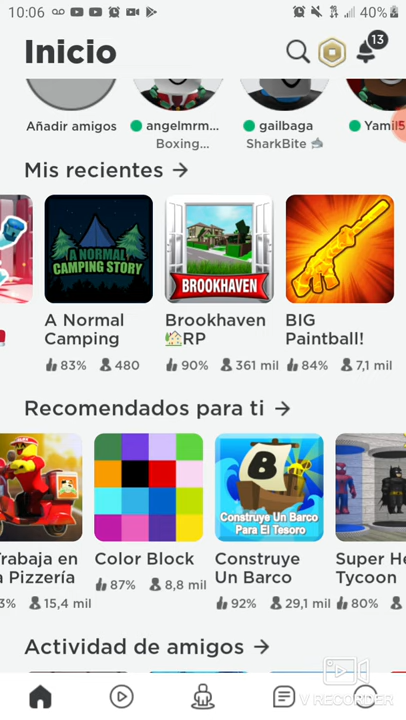 10:06
40%
Inicio
13
Añadir amigos
angelmrm...
Boxing...
gailbaga
SharkBite
Yamil5
Mis recientes →
A NORMAL
CAMPING STORY
BROOKHAVEN
A Normal
Camping
83% 480
Brookhaven
RP
90% 361 mil
BIG
Paintball!
84% 7,1 mil
Recomendados para ti →
B
Construye Un Barco
Para El Tesoro
Trabaja en
a Pizzería
3% 15,4 mil
Color Block
87% 8,8 mil
Construye
Un Barco
92% 29,1 mil
Super He
Tycoon
80%
Actividad de amigos →
V RECORDER